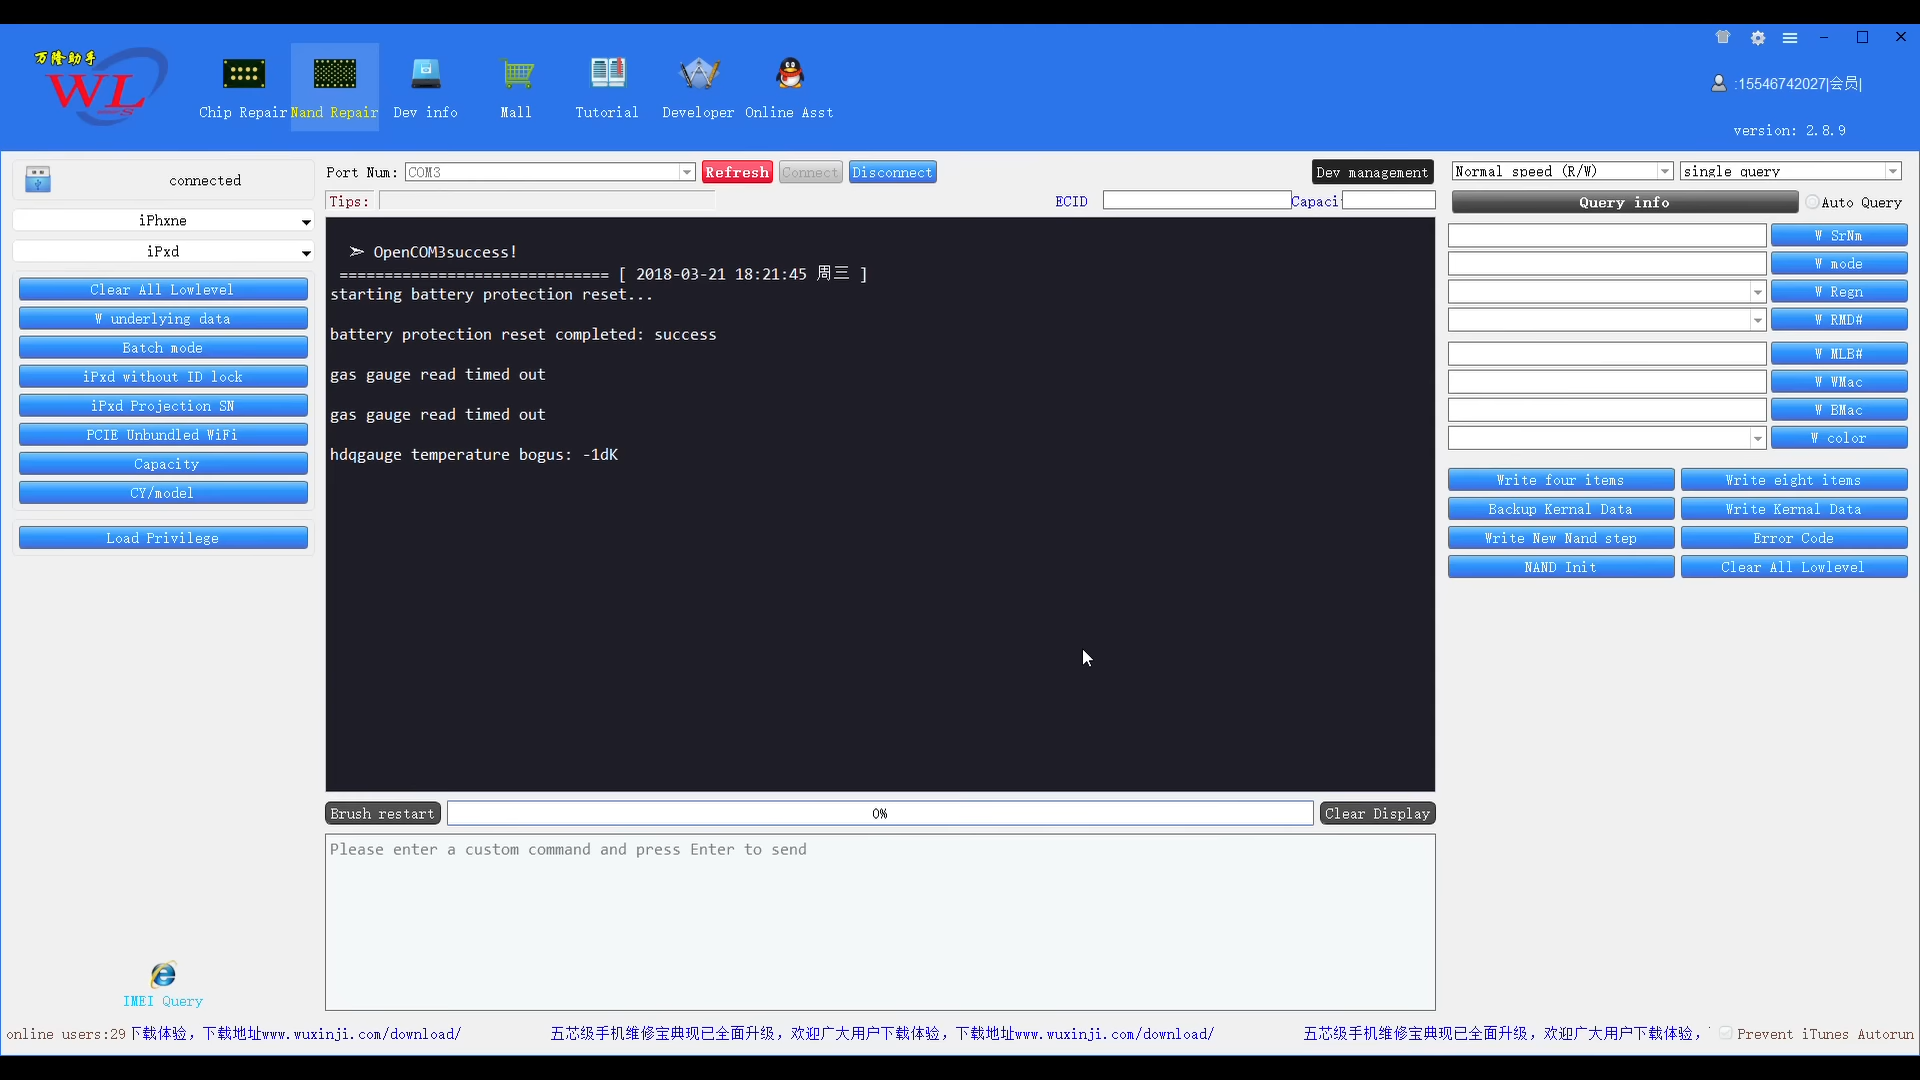 万隆助手
WL
Chip Repair
Nand Repair
Dev info
Mall
Tutorial
Developer
Online Asst
:15546742027|会员|
version: 2.8.9
connected
iPhxne
iPxd
Clear All Lowlevel
W underlying data
Batch mode
iPxd without ID lock
iPxd Projection SN
PCIE Unbundled WiFi
Capacity
CY/model
Load Privilege
IMEI Query
Port Num:
COM3
Refresh
Connect
Disconnect
Dev management
Tips:
ECID
Capaci
➢ OpenCOM3success!
============================== [ 2018-03-21 18:21:45 周三 ]
starting battery protection reset...
battery protection reset completed: success
gas gauge read timed out
gas gauge read timed out
hdqgauge temperature bogus: -1dK
Brush restart
0%
Clear Display
Please enter a custom command and press Enter to send
Normal speed (R/W)
single query
Query info
Auto Query
W SrNm
W mode
W Regn
W RMD#
W MLB#
W WMac
W BMac
W color
Write four items
Write eight items
Backup Kernal Data
Write Kernal Data
Write New Nand step
Error Code
NAND Init
Clear All Lowlevel
online users:29
下载体验，下载地址www.wuxinji.com/download/
五芯级手机维修宝典现已全面升级，欢迎广大用户下载体验，下载地址www.wuxinji.com/download/
五芯级手机维修宝典现已全面升级，欢迎广大用户下载体验，
Prevent iTunes Autorun